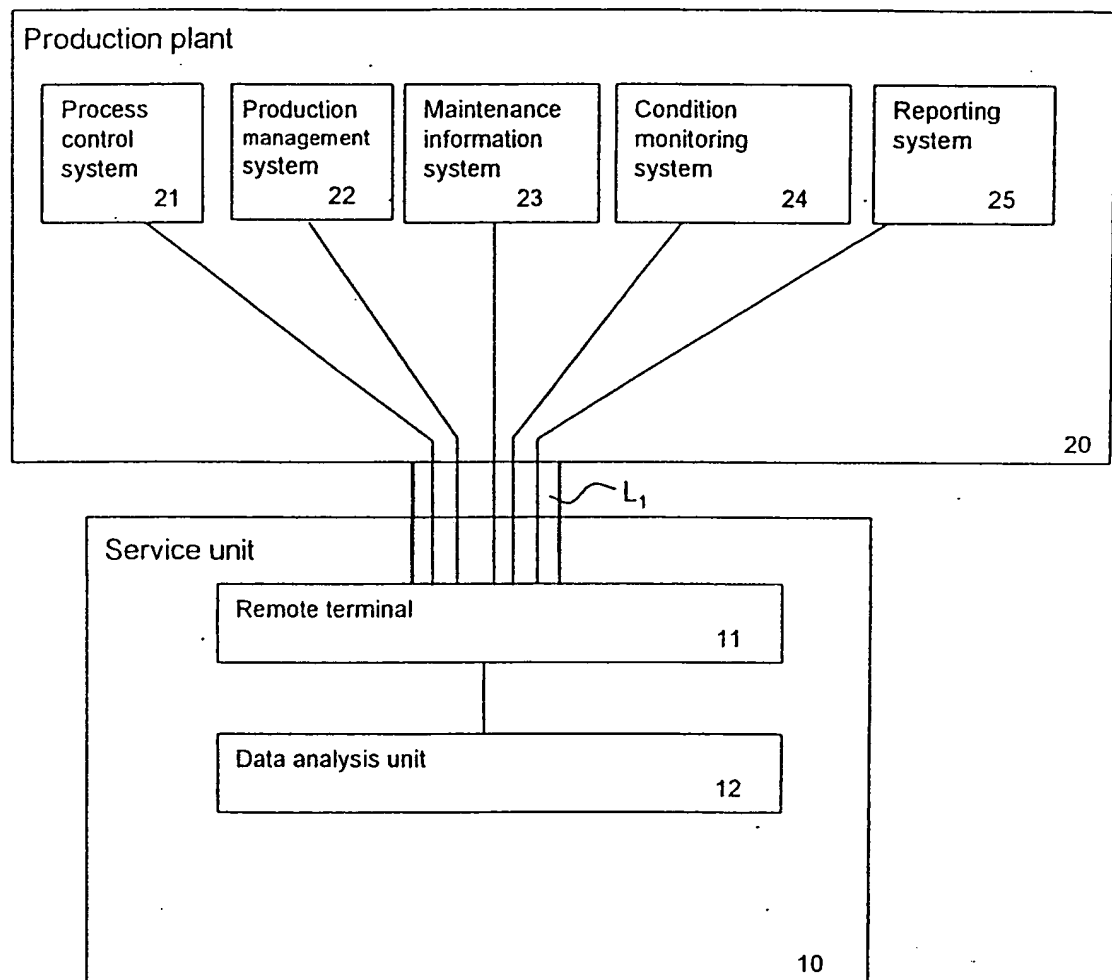 Production plant
Process
control
system
21
Production
management
system
22
Maintenance
information
system
23
Condition
monitoring
system
24
Reporting
system
25
20
L1
Service unit
Remote terminal
11
Data analysis unit
12
10